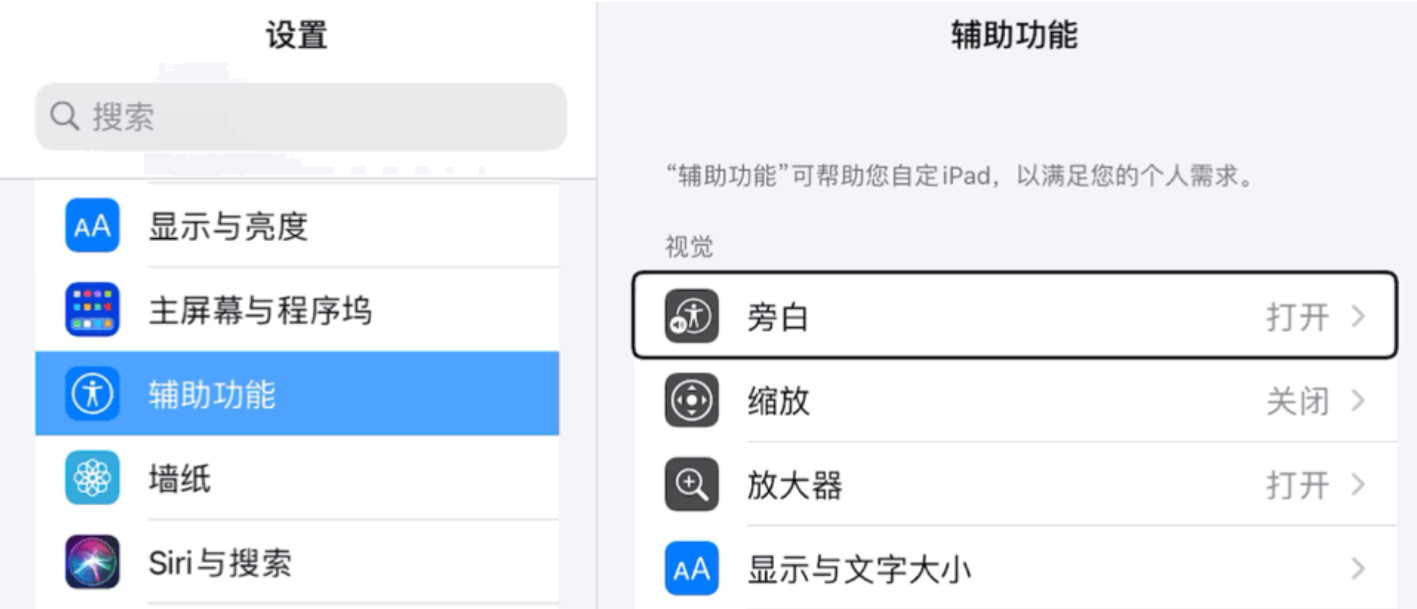 设置
搜索
AA 显示与亮度
主屏幕与程序坞
辅助功能
墙纸
Siri与搜索
辅助功能
“辅助功能”可帮助您自定iPad，以满足您的个人需求。
视觉
旁白 打开
缩放 关闭
放大器 打开
AA 显示与文字大小